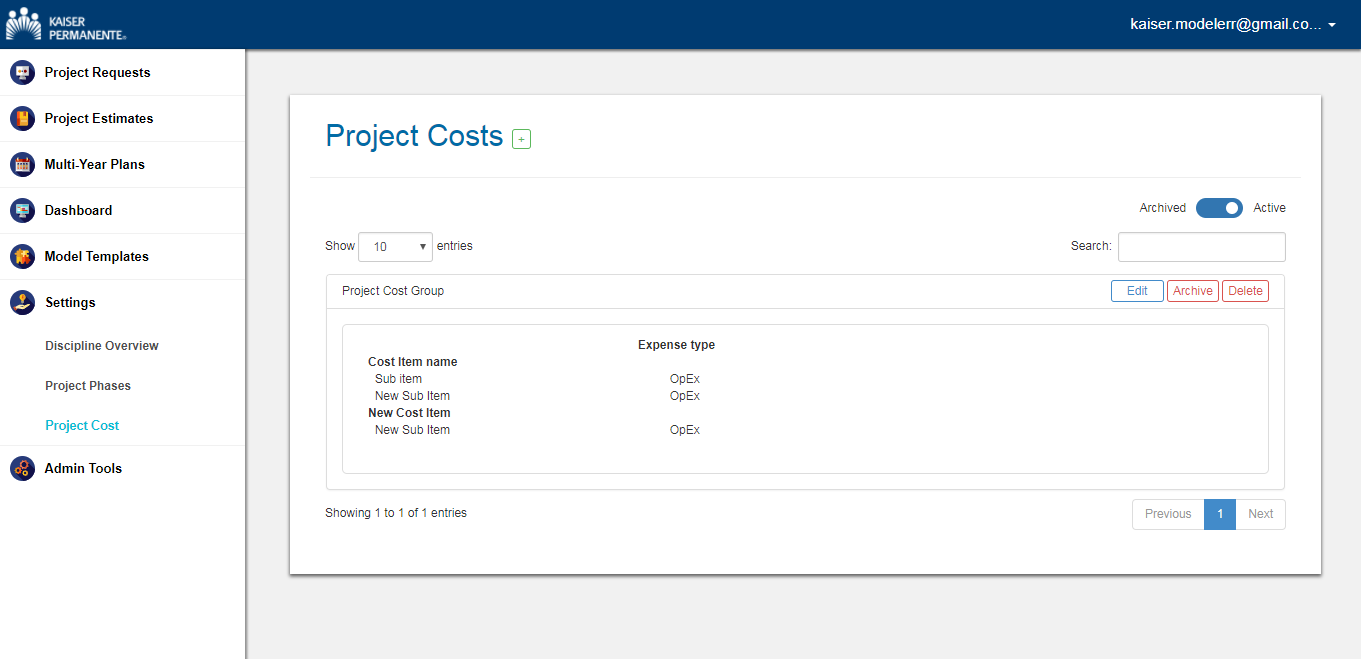 KAISER
PERMANENTE®
kaiser.modelerr@gmail.co...
Project Requests
Project Estimates
Multi-Year Plans
Dashboard
Model Templates
Settings
Discipline Overview
Project Phases
Project Cost
Admin Tools
Project Costs +
Archived Active
Show 10 entries Search:
Project Cost Group Edit Archive Delete
Expense type
Cost Item name
Sub item OpEx
New Sub Item OpEx
New Cost Item
New Sub Item OpEx
Showing 1 to 1 of 1 entries Previous 1 Next